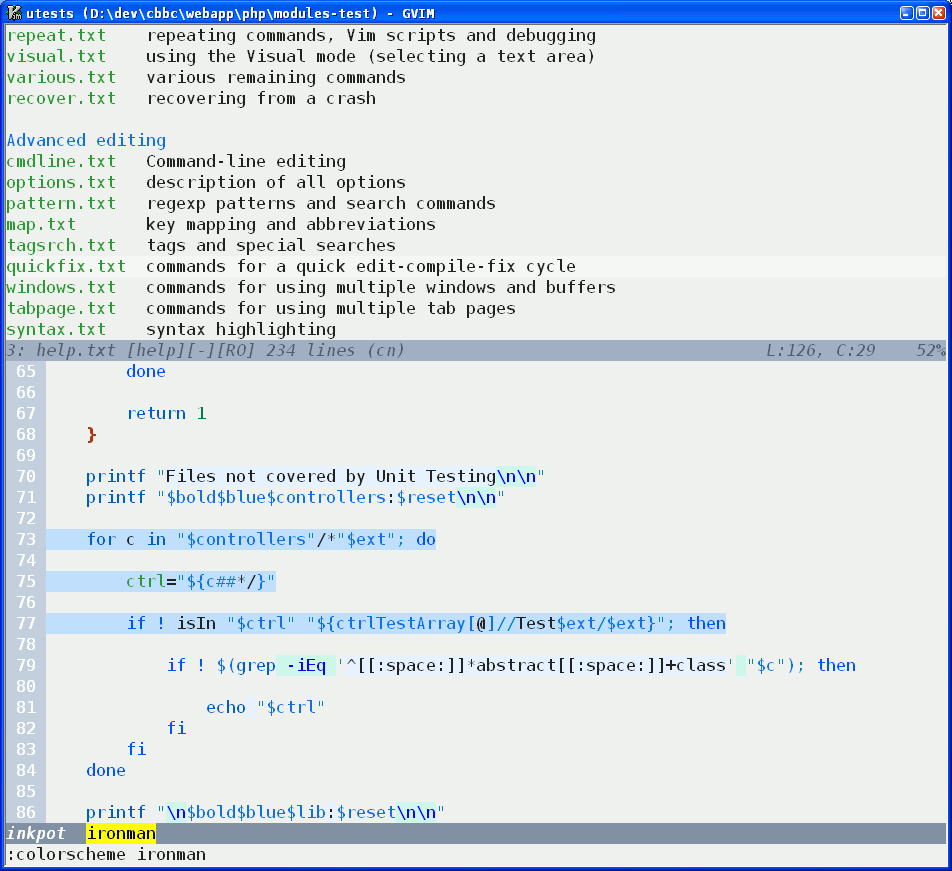 utests (D:\dev\cbbc\webapp\php\modules-test) - GVIM
repeat.txt    repeating commands, Vim scripts and debugging
visual.txt    using the Visual mode (selecting a text area)
various.txt   various remaining commands
recover.txt   recovering from a crash
Advanced editing
cmdline.txt   Command-line editing
options.txt   description of all options
pattern.txt   regexp patterns and search commands
map.txt       key mapping and abbreviations
tagsrch.txt   tags and special searches
quickfix.txt  commands for a quick edit-compile-fix cycle
windows.txt   commands for using multiple windows and buffers
tabpage.txt   commands for using multiple tab pages
syntax.txt    syntax highlighting
3: help.txt [help][-][RO] 234 lines (cn)    L:126, C:29    52%
65         done
66
67         return 1
68     }
69
70     printf "Files not covered by Unit Testing\n\n"
71     printf "$bold$blue$controllers:$reset\n\n"
72
73     for c in "$controllers"/*"$ext"; do
74
75         ctrl="${c##*/}"
76
77         if ! isIn "$ctrl" "${ctrlTestArray[@]//Test$ext/$ext}"; then
78
79             if ! $(grep -iEq '^[[:space:]]*abstract[[:space:]]+class' "$c"); then
80
81                 echo "$ctrl"
82             fi
83         fi
84     done
85
86     printf "\n$bold$blue$lib:$reset\n\n"
inkpot  ironman
:colorscheme ironman